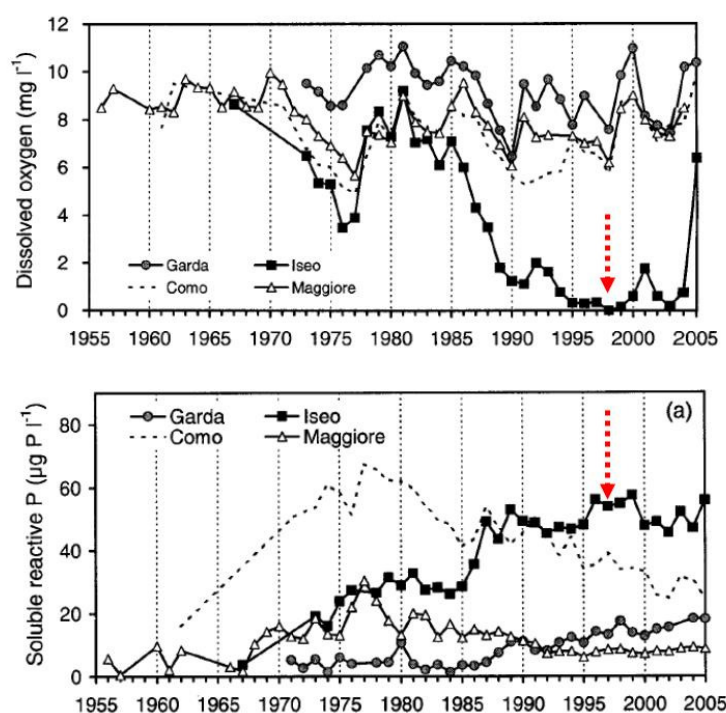 12
10
8
6
4
2
0
Dissolved oxygen (mg l⁻¹)
Garda Iseo
Como Maggiore
1955 1960 1965 1970 1975 1980 1985 1990 1995 2000 2005
80
60
40
20
0
Soluble reactive P (µg P l⁻¹)
Garda Iseo (a)
Como Maggiore
1955 1960 1965 1970 1975 1980 1985 1990 1995 2000 2005